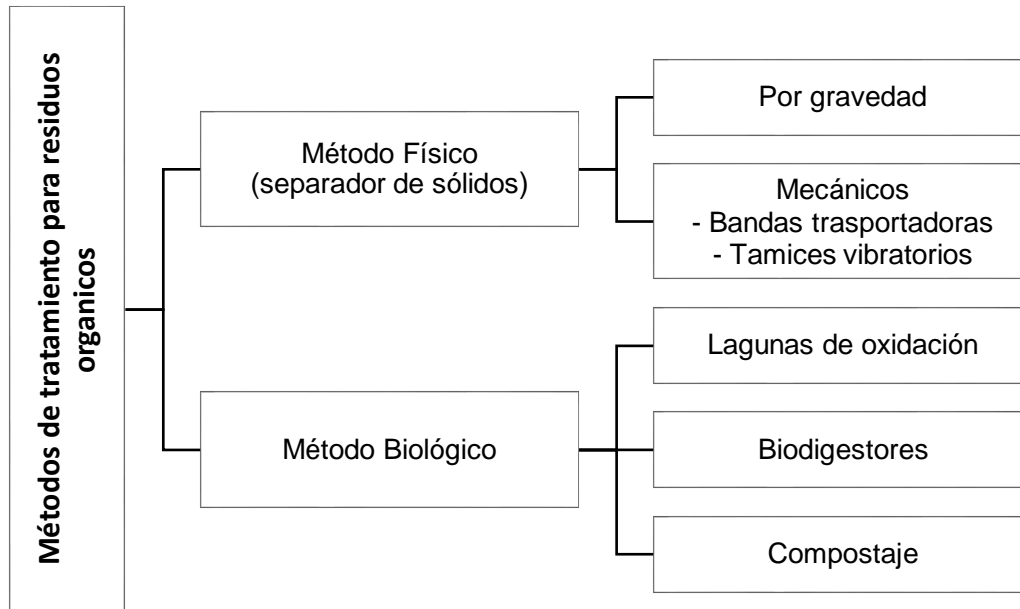 Métodos de tratamiento para residuos
organicos
Método Físico
(separador de sólidos)
Por gravedad
Mecánicos
- Bandas trasportadoras
- Tamices vibratorios
Método Biológico
Lagunas de oxidación
Biodigestores
Compostaje